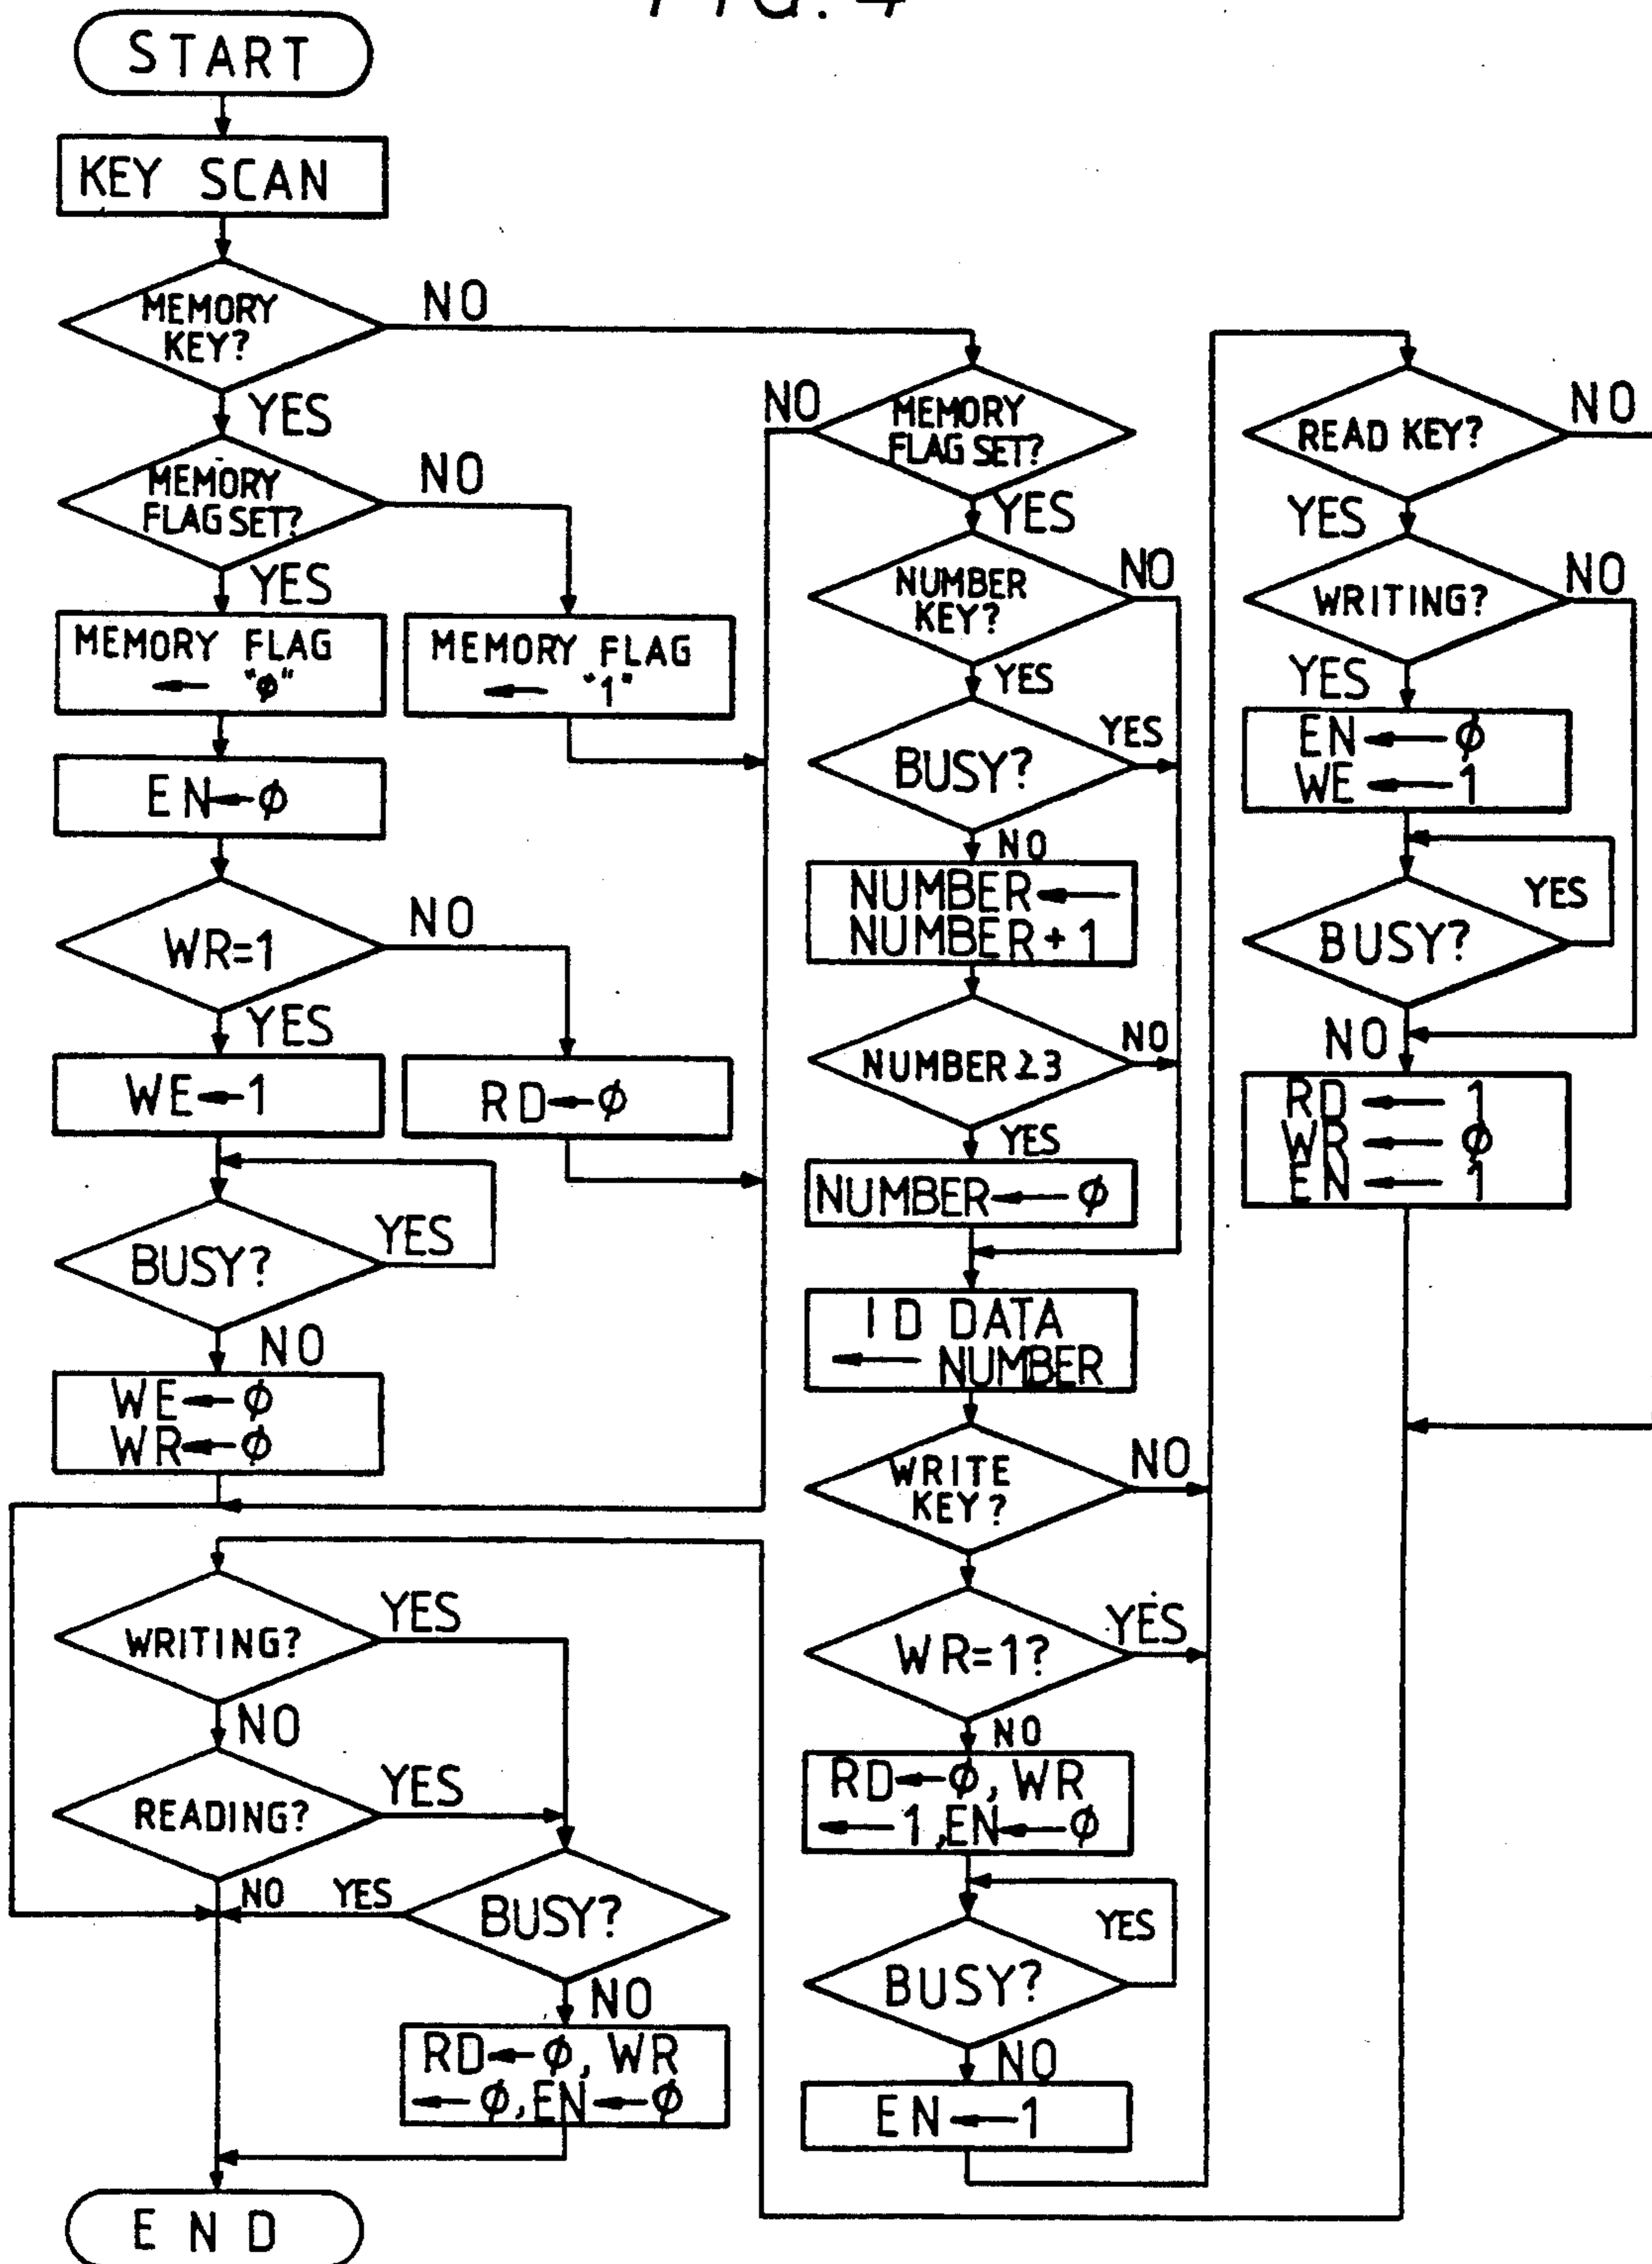 FIG. 4
START
KEY SCAN
MEMORY
KEY?
NO
YES
MEMORY
FLAG SET?
NO
YES
MEMORY FLAG
← "φ"
MEMORY FLAG
← "1"
EN←φ
WR=1
NO
YES
WE←1
RD←φ
BUSY?
YES
NO
WE←φ
WR←φ
WRITING?
YES
NO
READING?
YES
NO
YES
BUSY?
NO
RD←φ, WR
←φ, EN←φ
END
NO
MEMORY
FLAG SET?
YES
NUMBER
KEY?
NO
YES
BUSY?
YES
NO
NUMBER←
NUMBER+1
NUMBER≥3
NO
YES
NUMBER←φ
ID DATA
← NUMBER
WRITE
KEY?
NO
WR=1?
YES
NO
RD←φ, WR
←1, EN←φ
BUSY?
YES
NO
EN←1
READ KEY?
NO
YES
WRITING?
NO
YES
EN←φ
WE←1
BUSY?
YES
NO
RD←1
WR←φ
EN←1